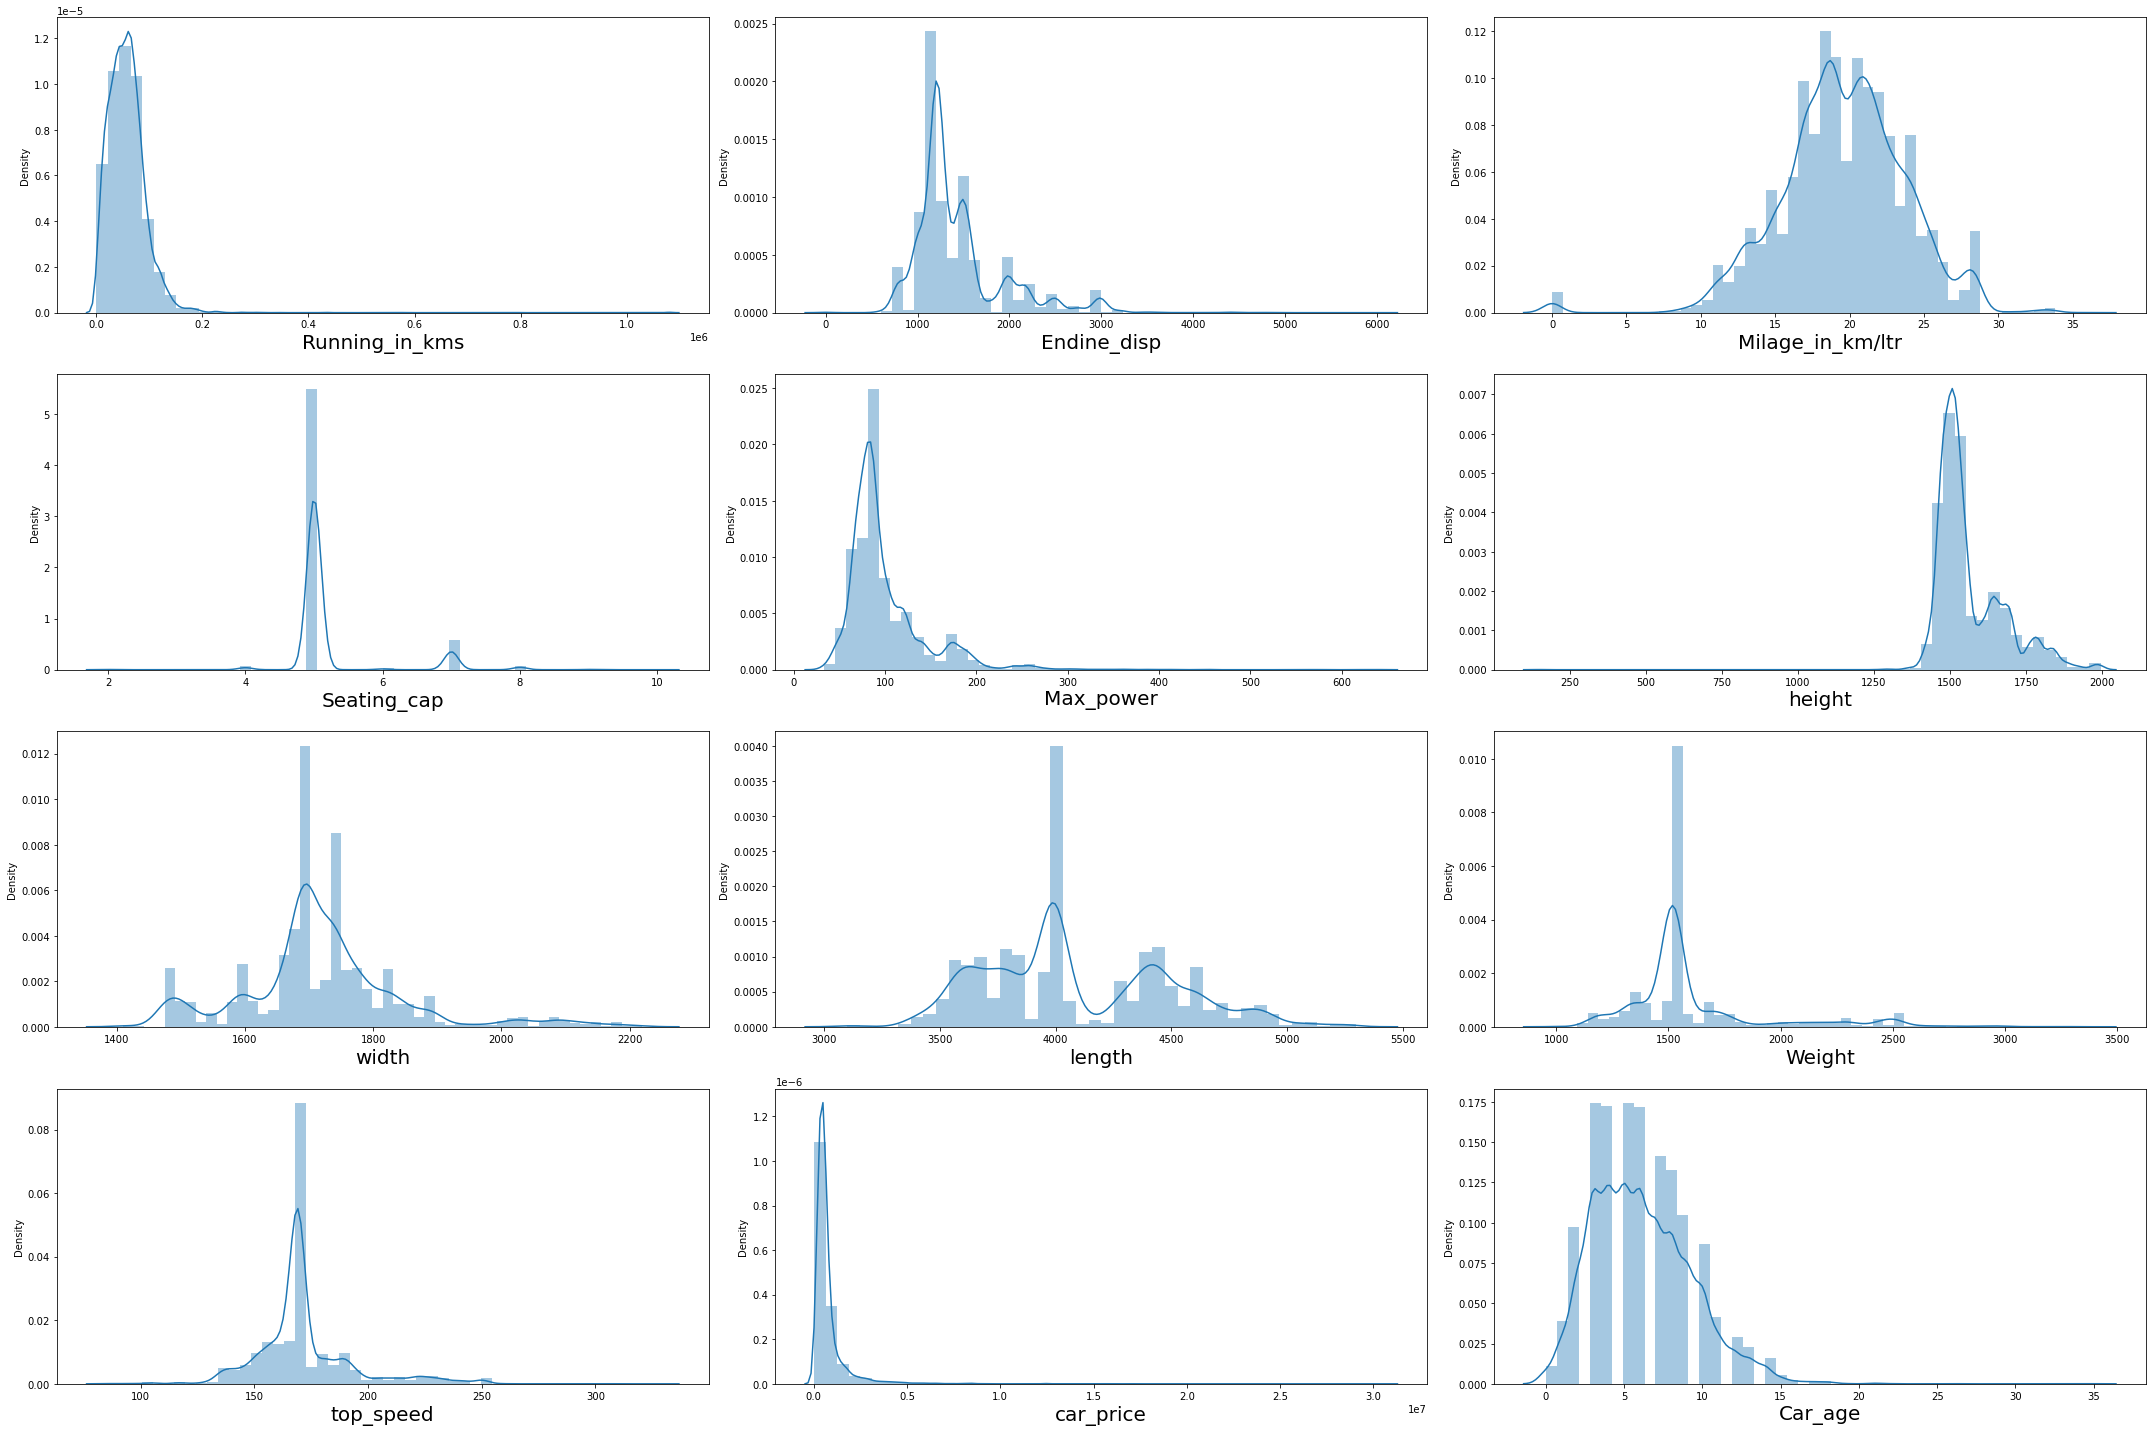 1e−5
1.2
1.0
0.8
0.6
0.4
0.2
0.0
Density
0.0 0.2 0.4 0.6 0.8 1.0
1e6
Running_in_kms
0.0025
0.0020
0.0015
0.0010
0.0005
0.0000
Density
0 1000 2000 3000 4000 5000 6000
Endine_disp
0.12
0.10
0.08
0.06
0.04
0.02
0.00
Density
0 5 10 15 20 25 30 35
Milage_in_km/ltr
5
4
3
2
1
0
Density
2 4 6 8 10
Seating_cap
0.025
0.020
0.015
0.010
0.005
0.000
Density
0 100 200 300 400 500 600
Max_power
0.007
0.006
0.005
0.004
0.003
0.002
0.001
0.000
Density
250 500 750 1000 1250 1500 1750 2000
height
0.012
0.010
0.008
0.006
0.004
0.002
0.000
Density
1400 1600 1800 2000 2200
width
0.0040
0.0035
0.0030
0.0025
0.0020
0.0015
0.0010
0.0005
0.0000
Density
3000 3500 4000 4500 5000 5500
length
0.010
0.008
0.006
0.004
0.002
0.000
Density
1000 1500 2000 2500 3000 3500
Weight
0.08
0.06
0.04
0.02
0.00
Density
100 150 200 250 300
top_speed
1e−6
1.2
1.0
0.8
0.6
0.4
0.2
0.0
Density
0.0 0.5 1.0 1.5 2.0 2.5 3.0
1e7
car_price
0.175
0.150
0.125
0.100
0.075
0.050
0.025
0.000
Density
0 5 10 15 20 25 30 35
Car_age